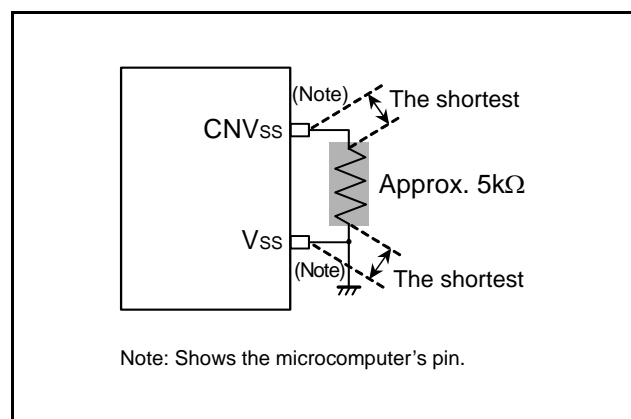 (Note)
The shortest
CNVss
Approx. 5kΩ
Vss
(Note)
The shortest
Note: Shows the microcomputer's pin.